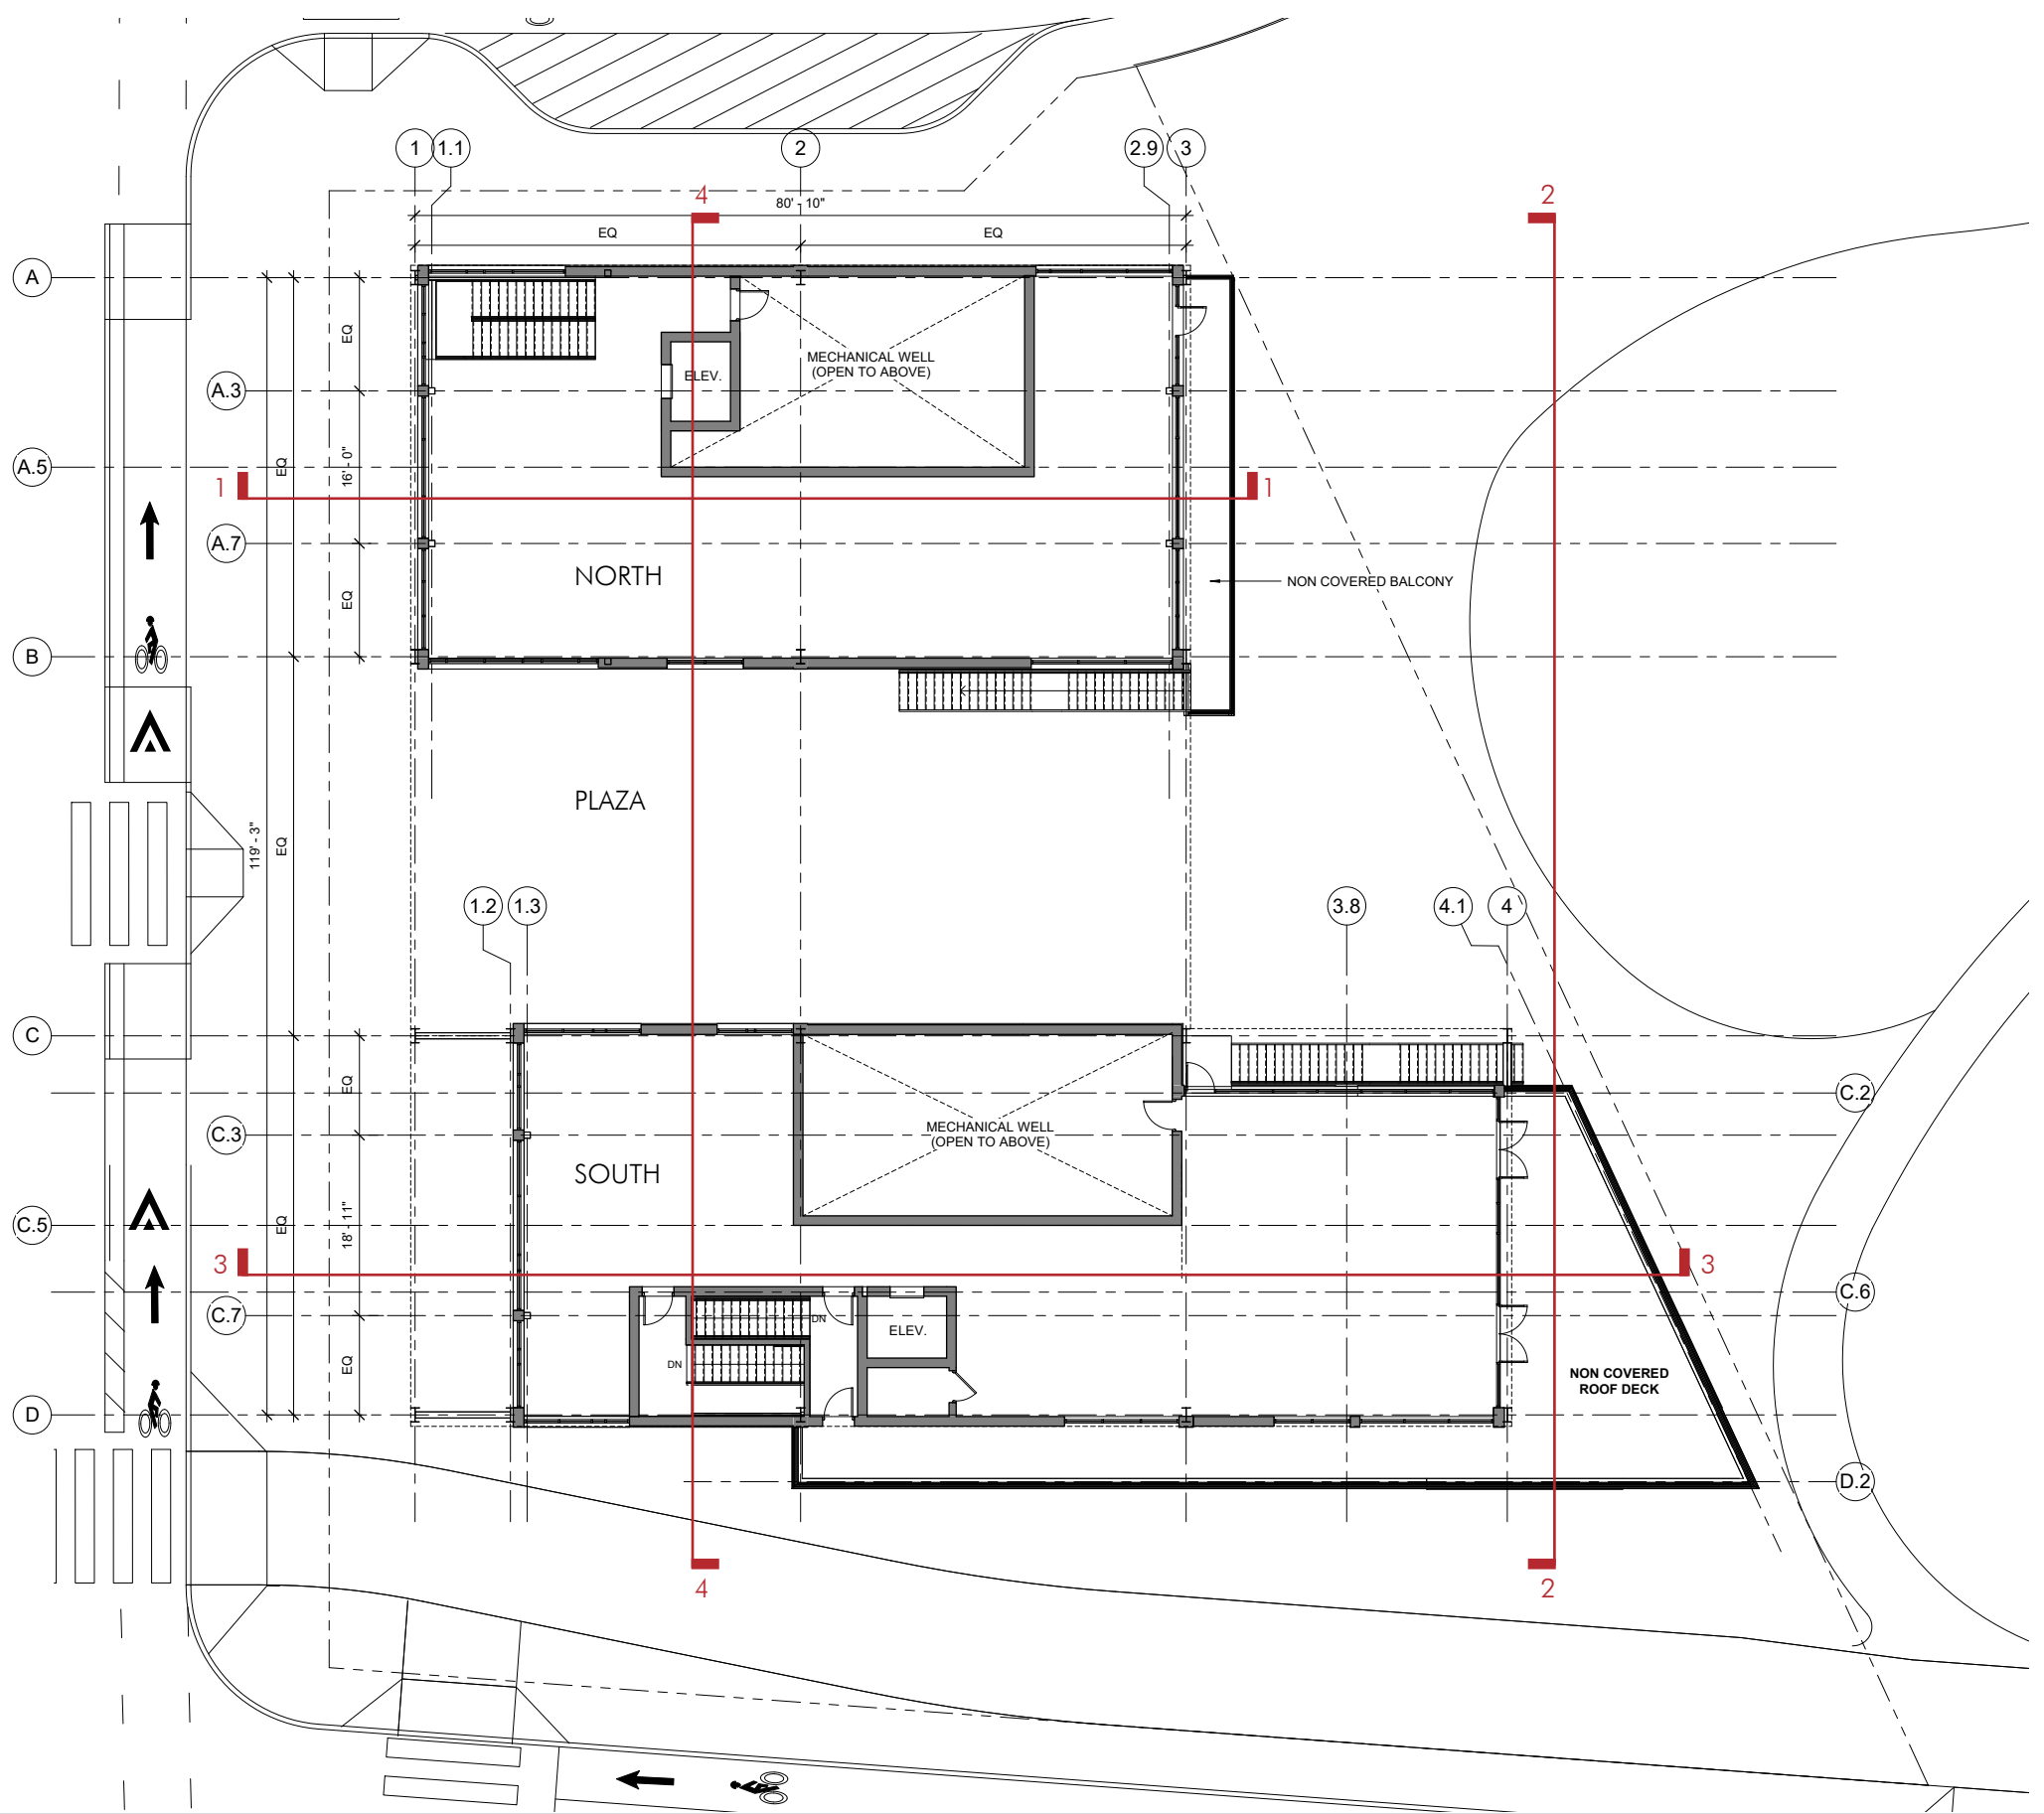 1
1.1
2
2.9
3
4
2
80' - 10"
EQ
EQ
A
EQ
MECHANICAL WELL
(OPEN TO ABOVE)
ELEV.
A.3
A.5
EQ
16' - 0"
1
1
A.7
NORTH
NON COVERED BALCONY
EQ
B
PLAZA
119' - 3"
EQ
1.2
1.3
3.8
4.1
4
C
EQ
C.2
C.3
MECHANICAL WELL
(OPEN TO ABOVE)
SOUTH
C.5
EQ
18' - 11"
3
3
C.6
C.7
DN
ELEV.
DN
EQ
NON COVERED
ROOF DECK
D
D.2
4
2